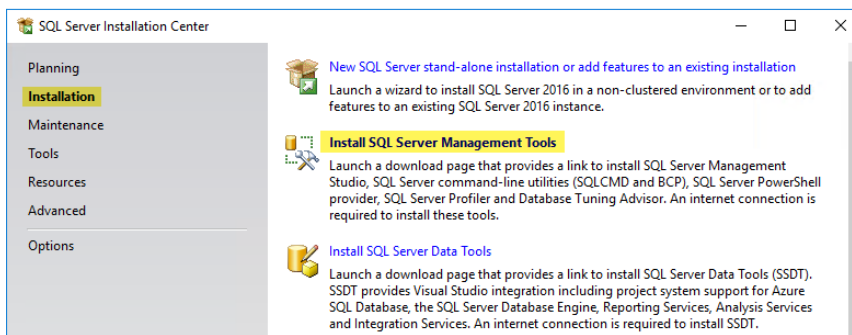 SQL Server Installation Center
Planning
Installation
Maintenance
Tools
Resources
Advanced
Options
New SQL Server stand-alone installation or add features to an existing installation
Launch a wizard to install SQL Server 2016 in a non-clustered environment or to add
features to an existing SQL Server 2016 instance.
Install SQL Server Management Tools
Launch a download page that provides a link to install SQL Server Management
Studio, SQL Server command-line utilities (SQLCMD and BCP), SQL Server PowerShell
provider, SQL Server Profiler and Database Tuning Advisor. An internet connection is
required to install these tools.
Install SQL Server Data Tools
Launch a download page that provides a link to install SQL Server Data Tools (SSDT).
SSDT provides Visual Studio integration including project system support for Azure
SQL Database, the SQL Server Database Engine, Reporting Services, Analysis Services
and Integration Services. An internet connection is required to install SSDT.